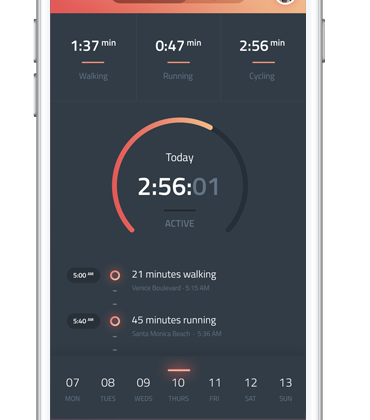 1:37 min 0:47 min 2:56 min
Walking Running Cycling
Today
2:56:01
ACTIVE
5:00 AM 21 minutes walking
Venice Boulevard - 5:15 AM
5:40 AM 45 minutes running
Santa Monica Beach - 5:36 AM
07 08 09 10 11 12 13
MON TUES WEDS THURS FRI SAT SUN